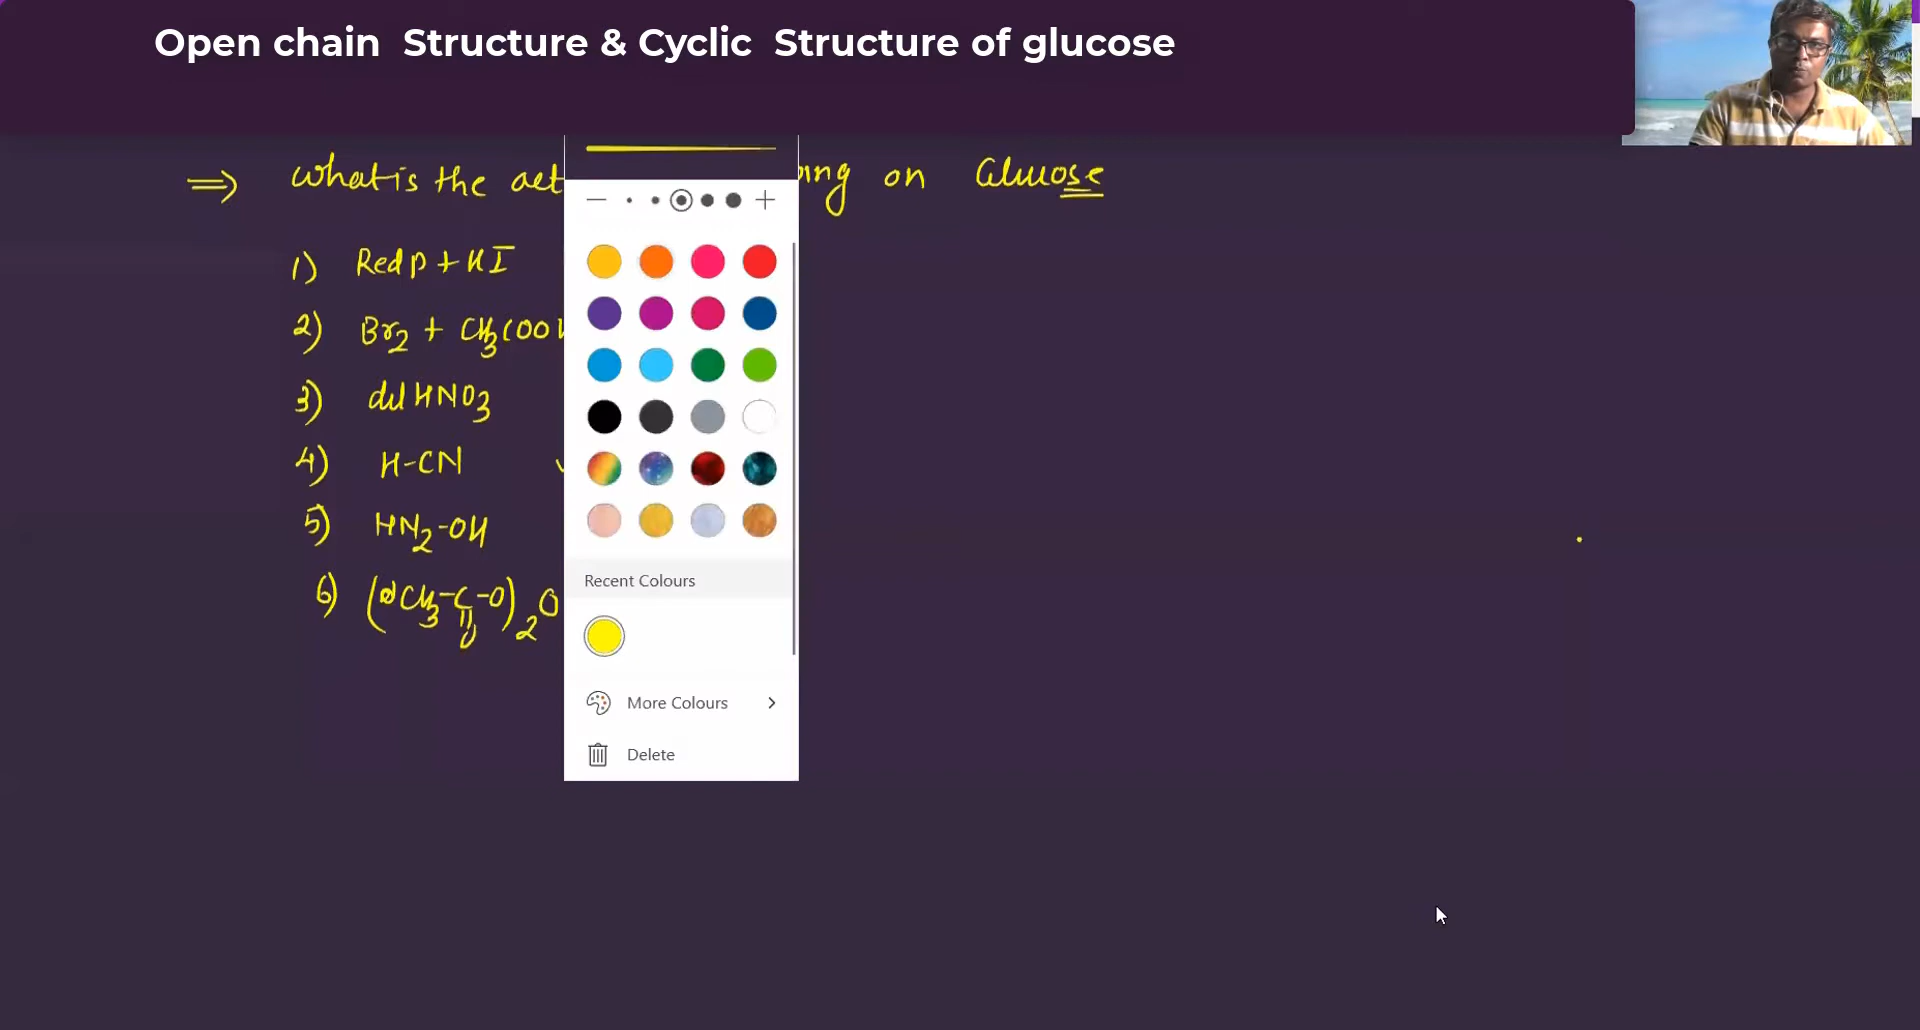 Open chain Structure & Cyclic Structure of glucose
⇒ What is the act ing on Glucose
1) Red P + HI
2) Br2 + CH3COO
3) dil HNO3
4) H-CN
5) HN2-OH
6) (CH3-C-O)2O
O
Recent Colours
More Colours
Delete